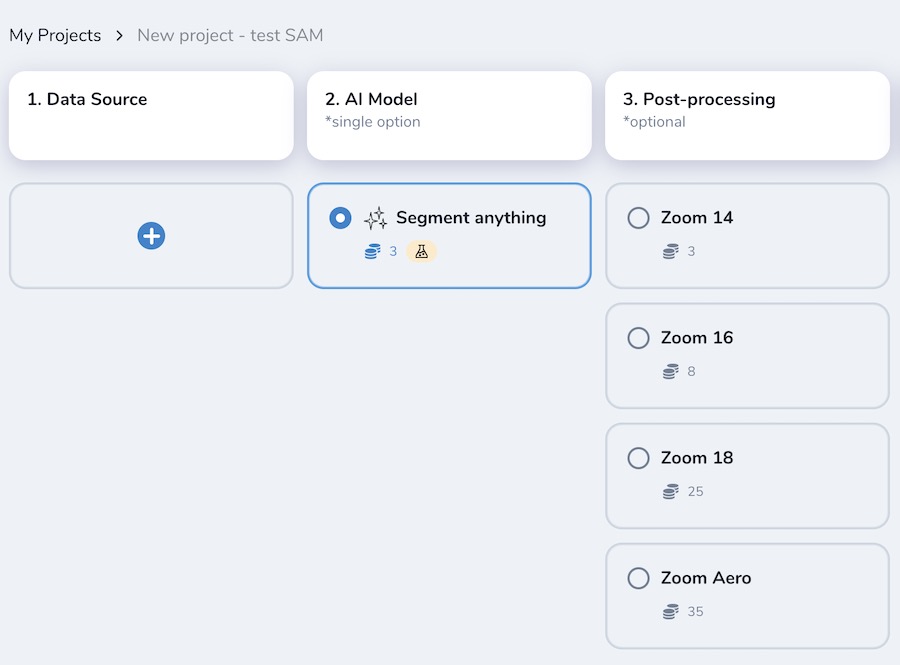 My Projects > New project - test SAM
1. Data Source
2. AI Model
*single option
3. Post-processing
*optional
Segment anything
3
Zoom 14
3
Zoom 16
8
Zoom 18
25
Zoom Aero
35